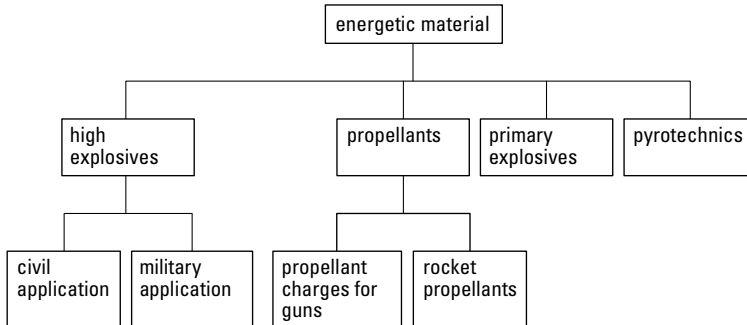 energetic material
high
explosives
propellants
primary
explosives
pyrotechnics
civil
application
military
application
propellant
charges for
guns
rocket
propellants